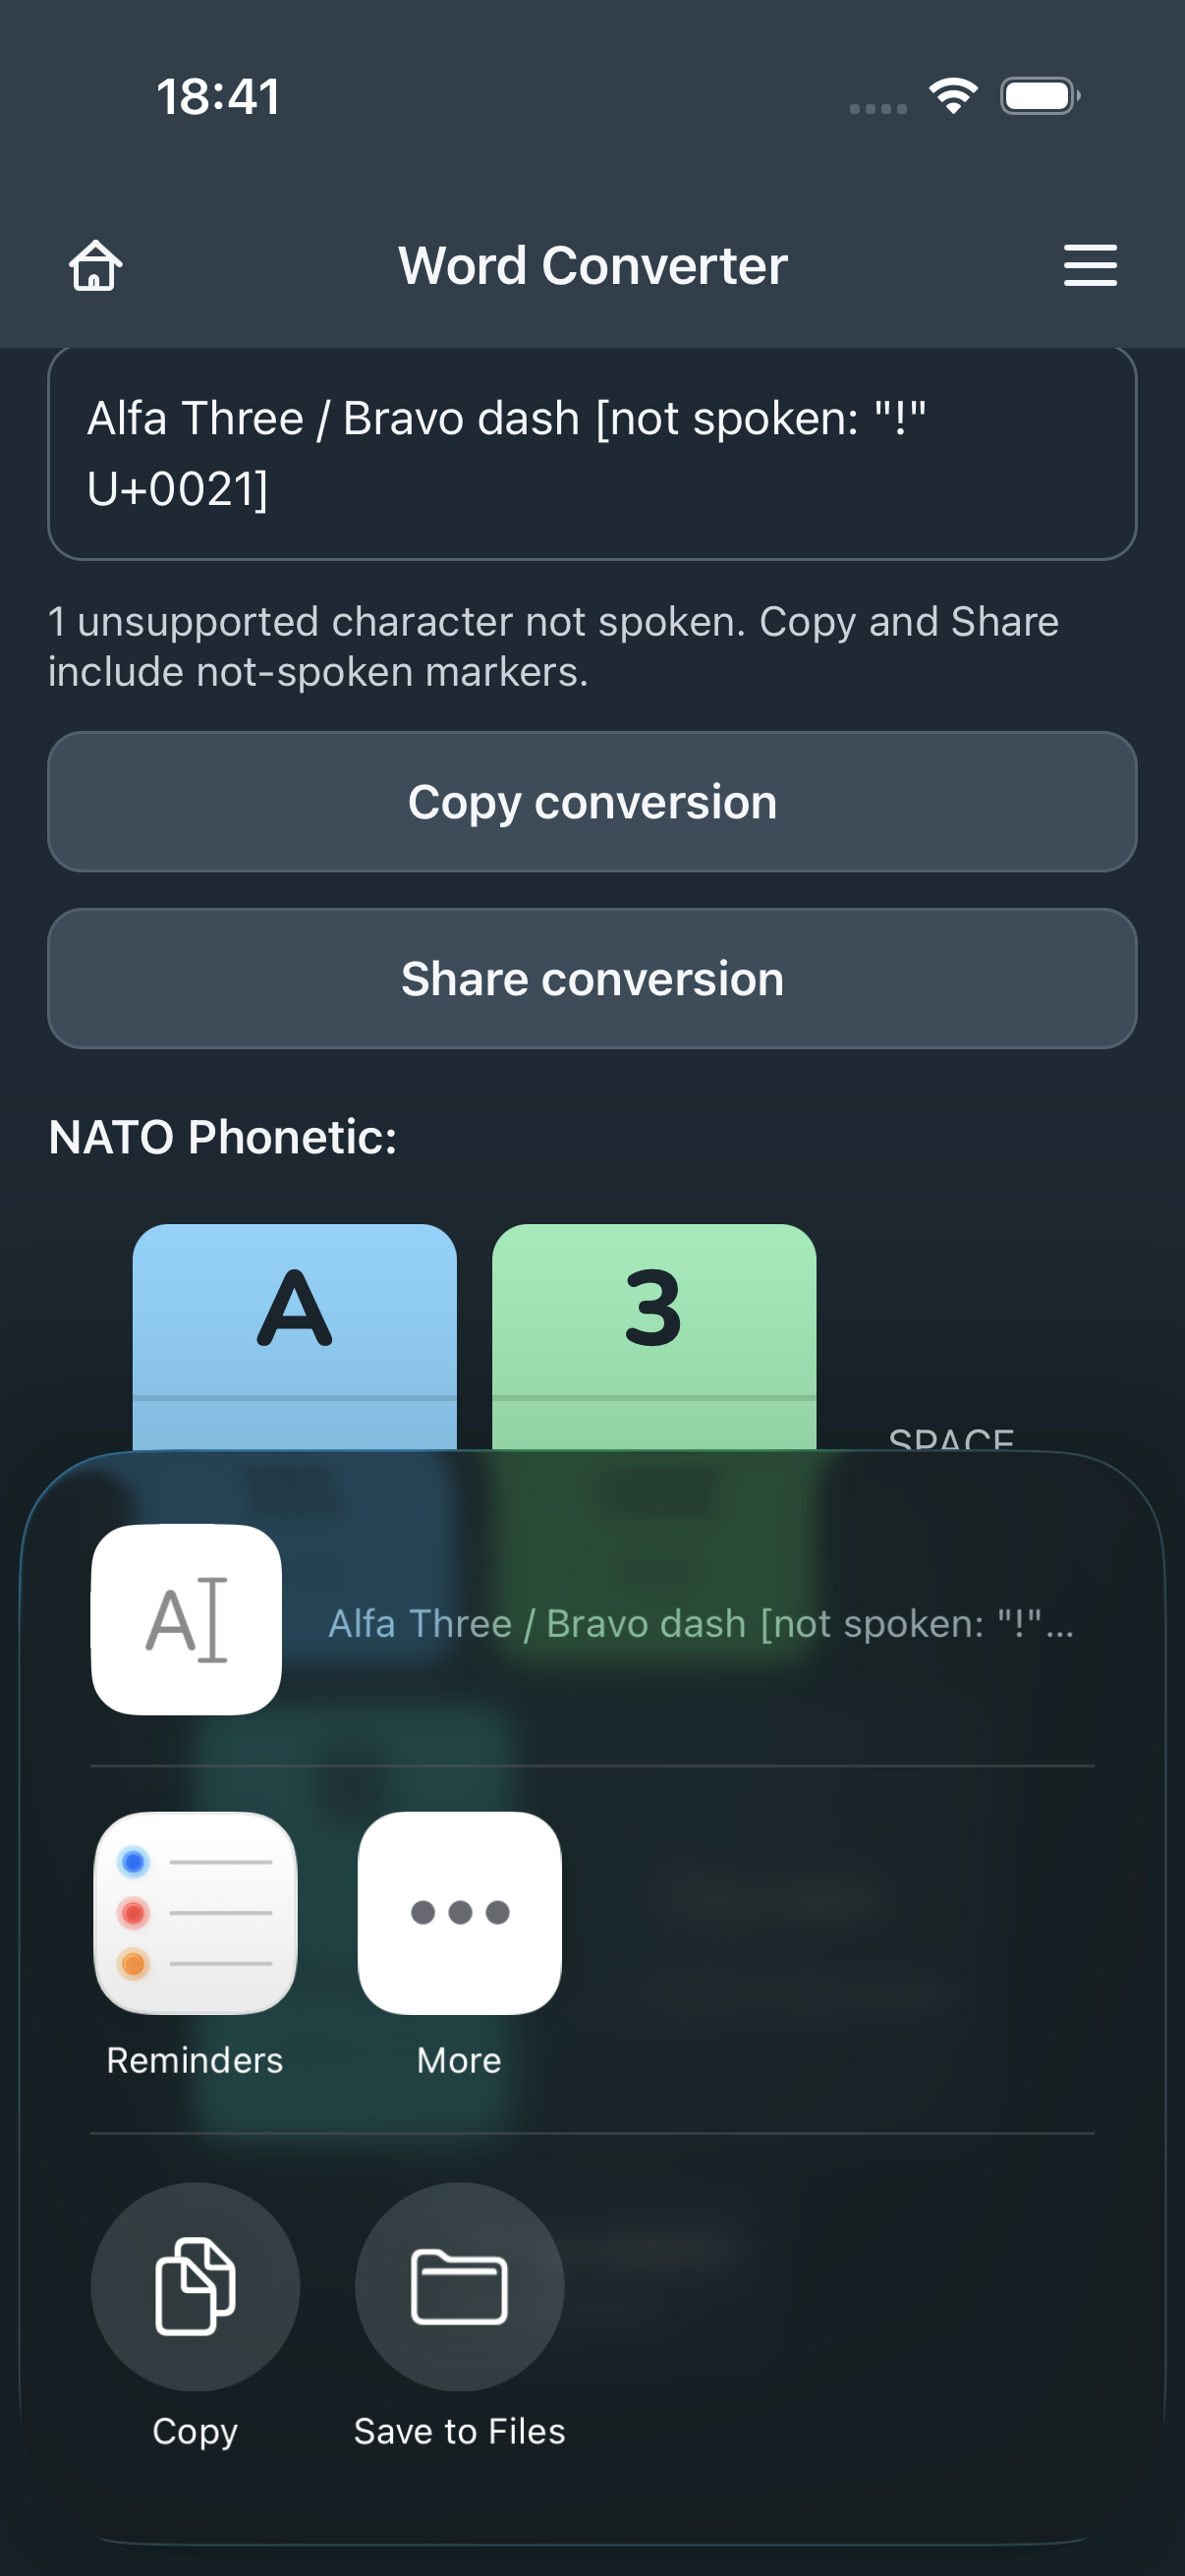 18:41
Word Converter
Alfa Three / Bravo dash [not spoken: "!"
U+0021]
1 unsupported character not spoken. Copy and Share
include not-spoken markers.
Copy conversion
Share conversion
NATO Phonetic:
A
3
SPACE
Alfa Three / Bravo dash [not spoken: "!"...
Reminders
More
Copy
Save to Files